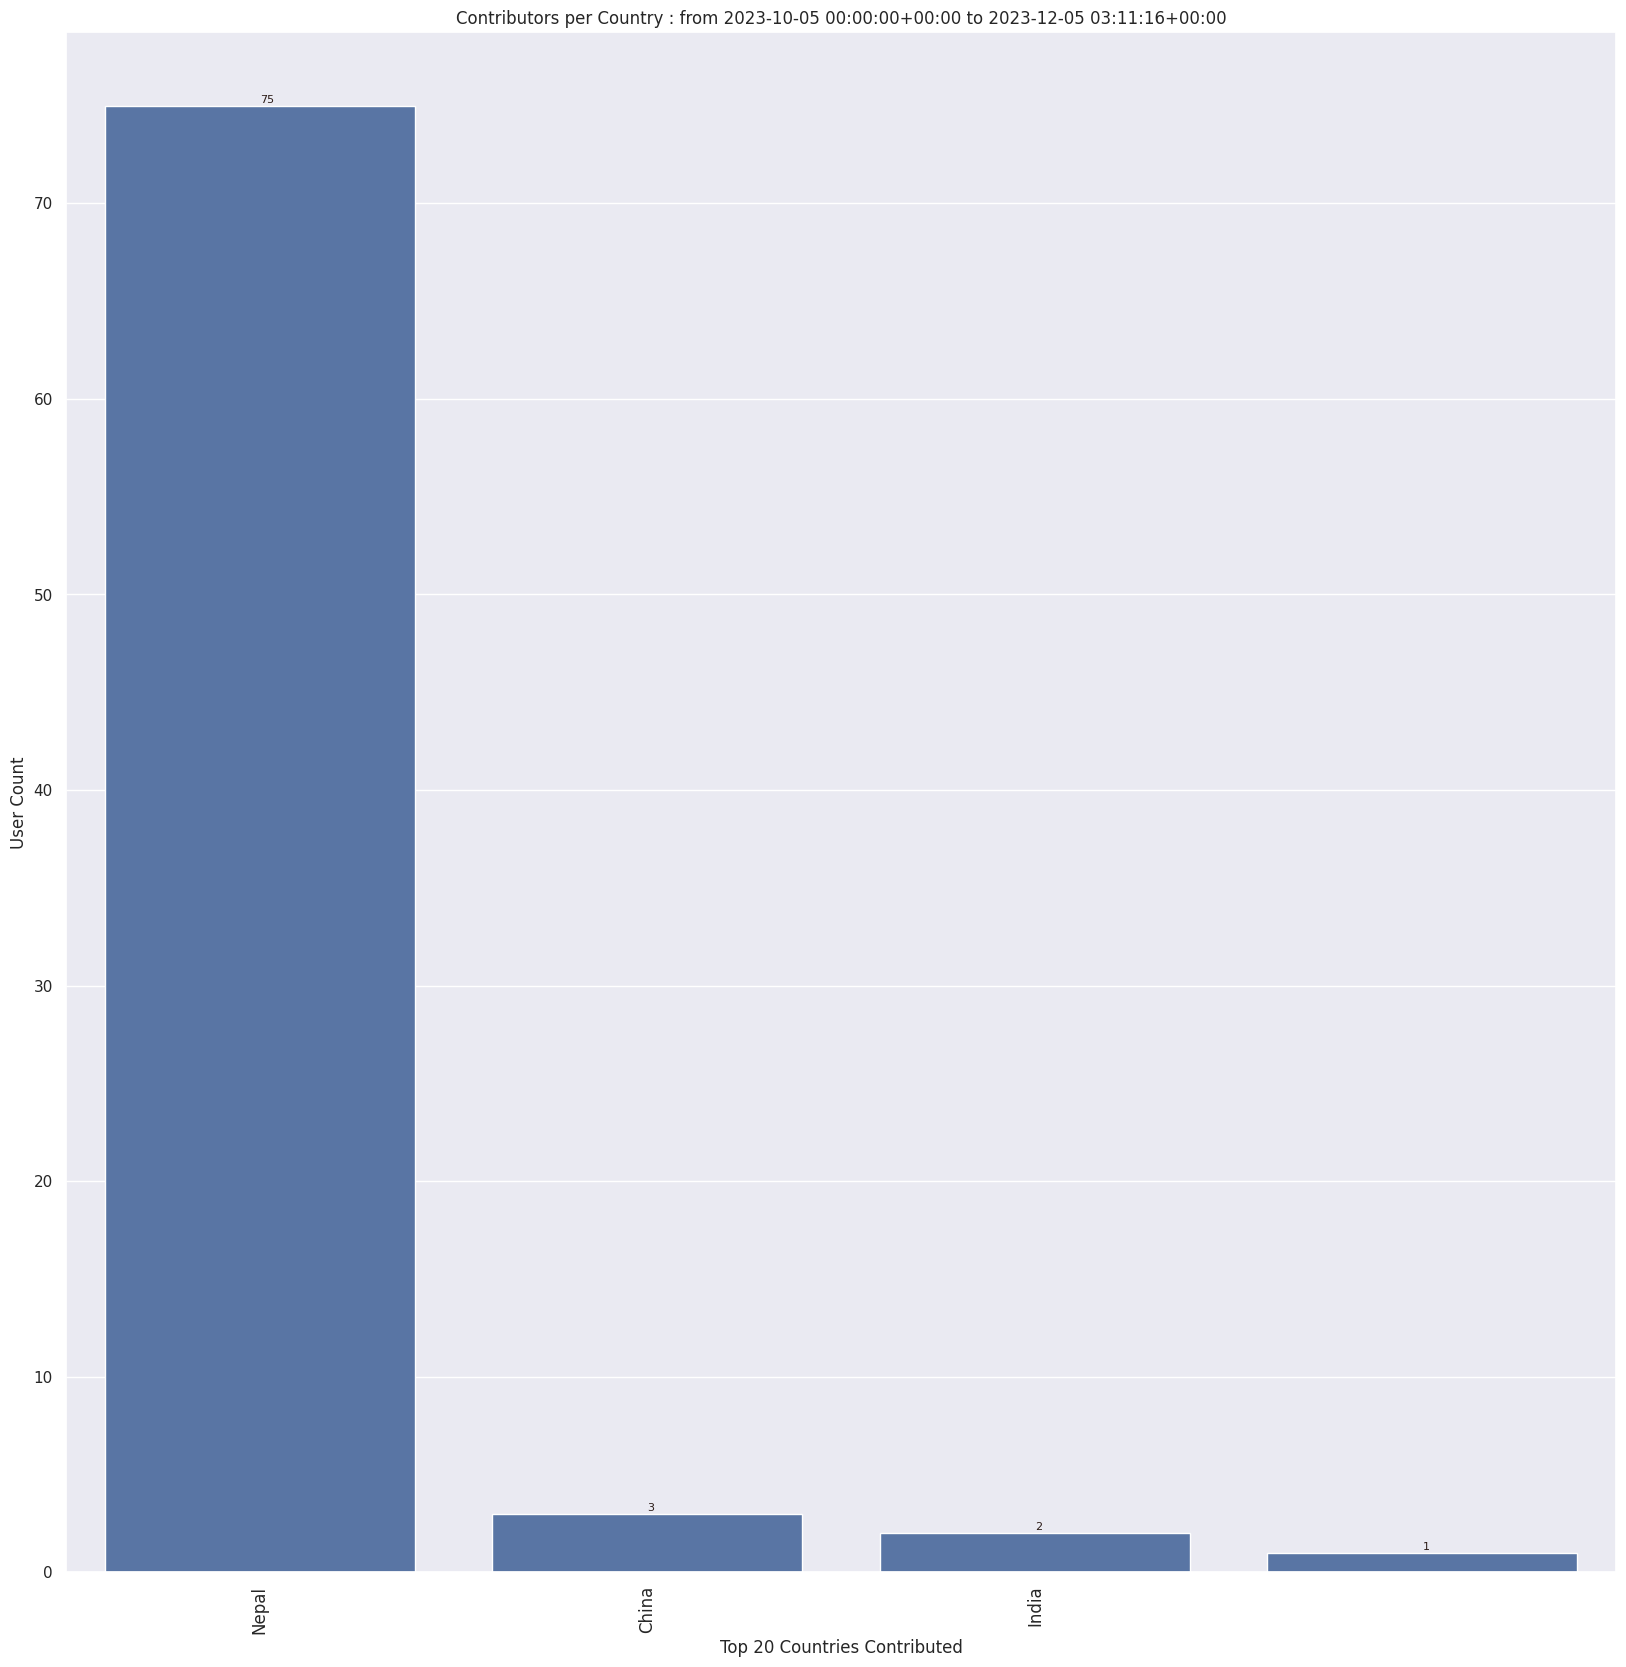 Contributors per Country : from 2023-10-05 00:00:00+00:00 to 2023-12-05 03:11:16+00:00
75
70
60
50
40
30
20
10
0
User Count
3
2
1
Nepal
China
India
Top 20 Countries Contributed